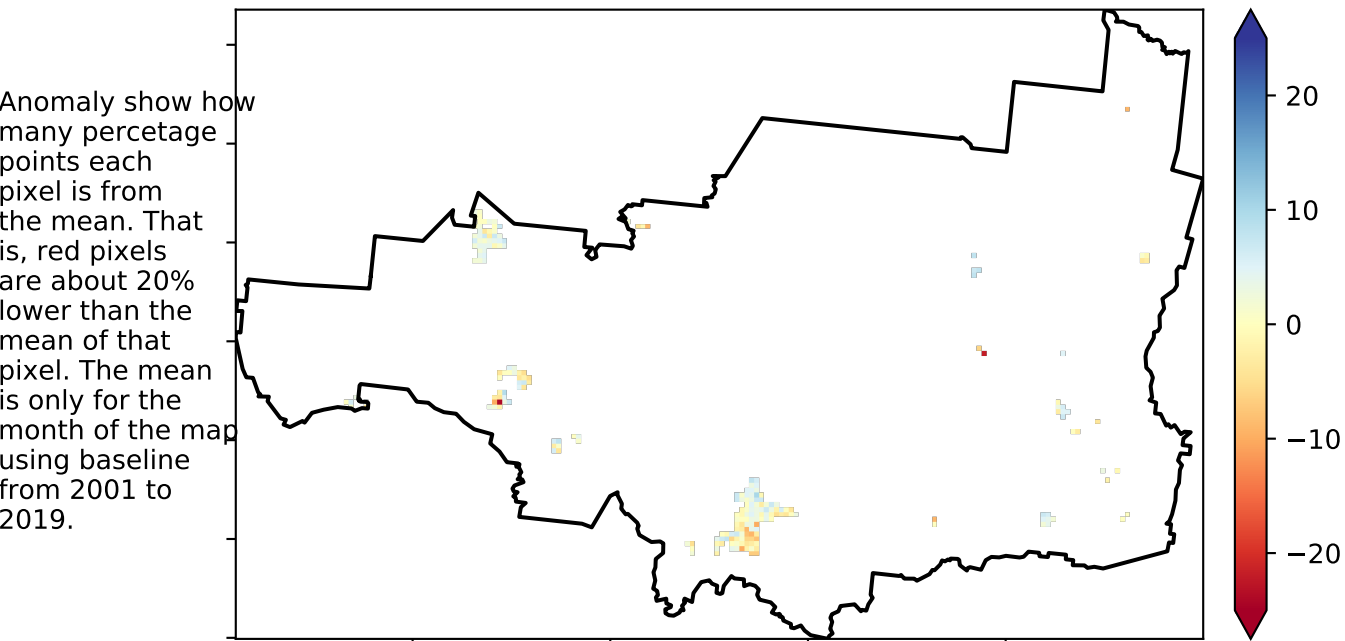 Anomaly show how
many percetage
points each
pixel is from
the mean. That
is, red pixels
are about 20%
lower than the
mean of that
pixel. The mean
is only for the
month of the map
using baseline
from 2001 to
2019.
20
10
0
−10
−20